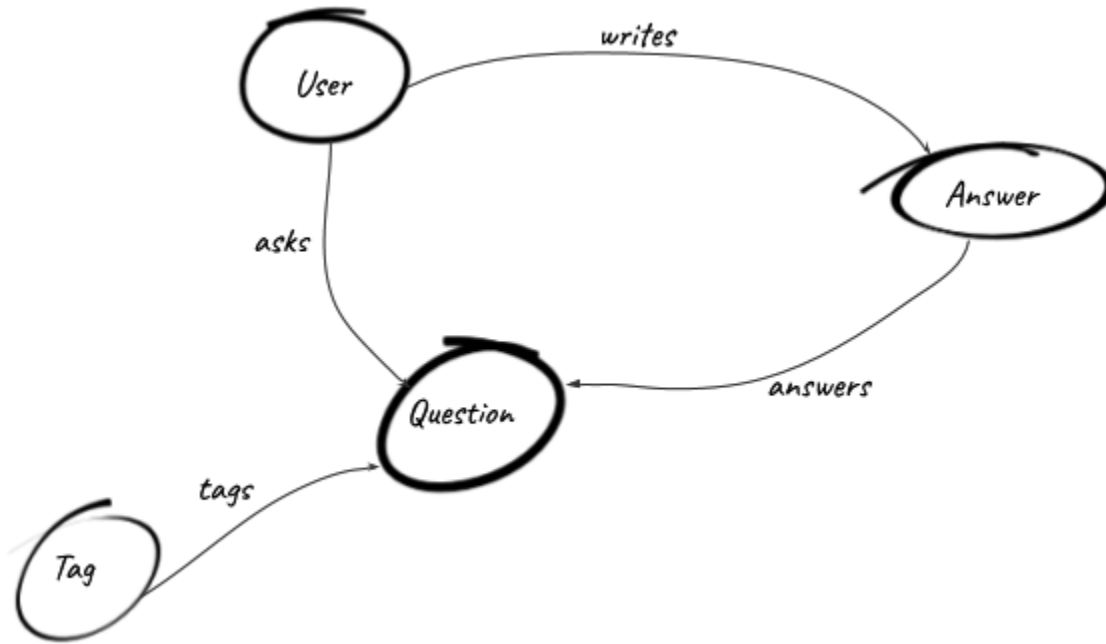 writes
User
Answer
asks
answers
Question
tags
Tag